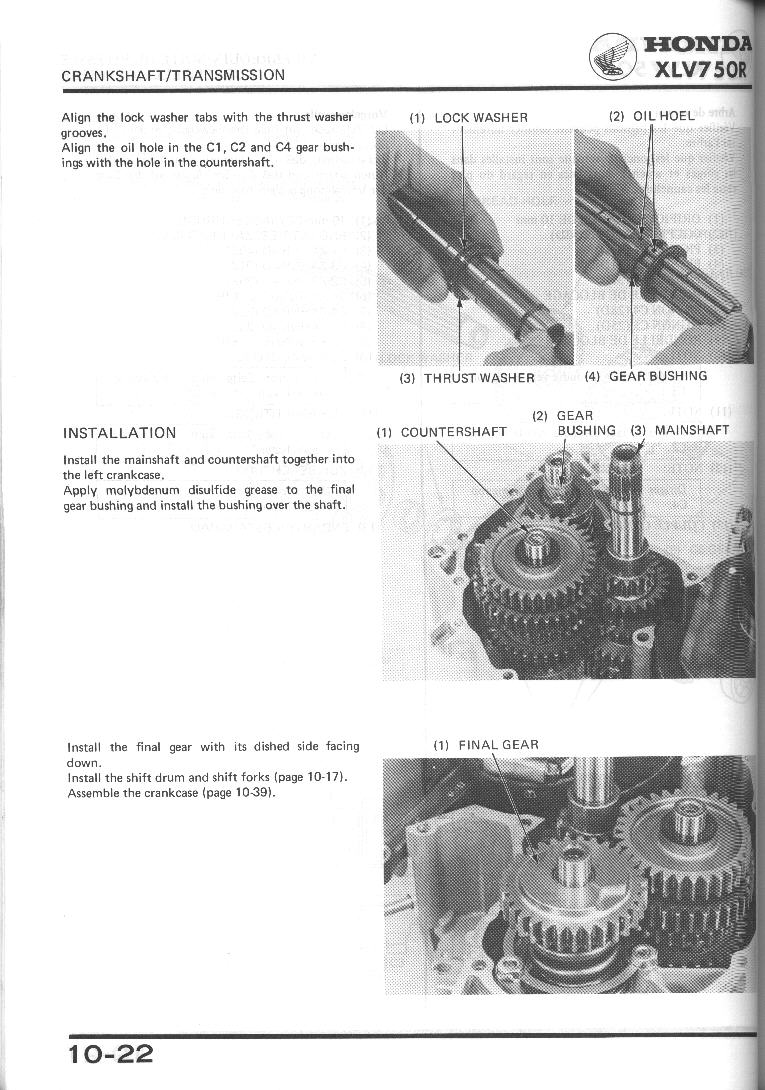 CRANKSHAFT/TRANSMISSION
HONDA
XLV750R
Align the lock washer tabs with the thrust washer
grooves.
Align the oil hole in the C1, C2 and C4 gear bush-
ings with the hole in the countershaft.
(1) LOCK WASHER
(2) OIL HOEL
(3) THRUST WASHER
(4) GEAR BUSHING
INSTALLATION
Install the mainshaft and countershaft together into
the left crankcase.
Apply molybdenum disulfide grease to the final
gear bushing and install the bushing over the shaft.
(1) COUNTERSHAFT
(2) GEAR
BUSHING
(3) MAINSHAFT
Install the final gear with its dished side facing
down.
Install the shift drum and shift forks (page 10-17).
Assemble the crankcase (page 10-39).
(1) FINAL GEAR
10-22